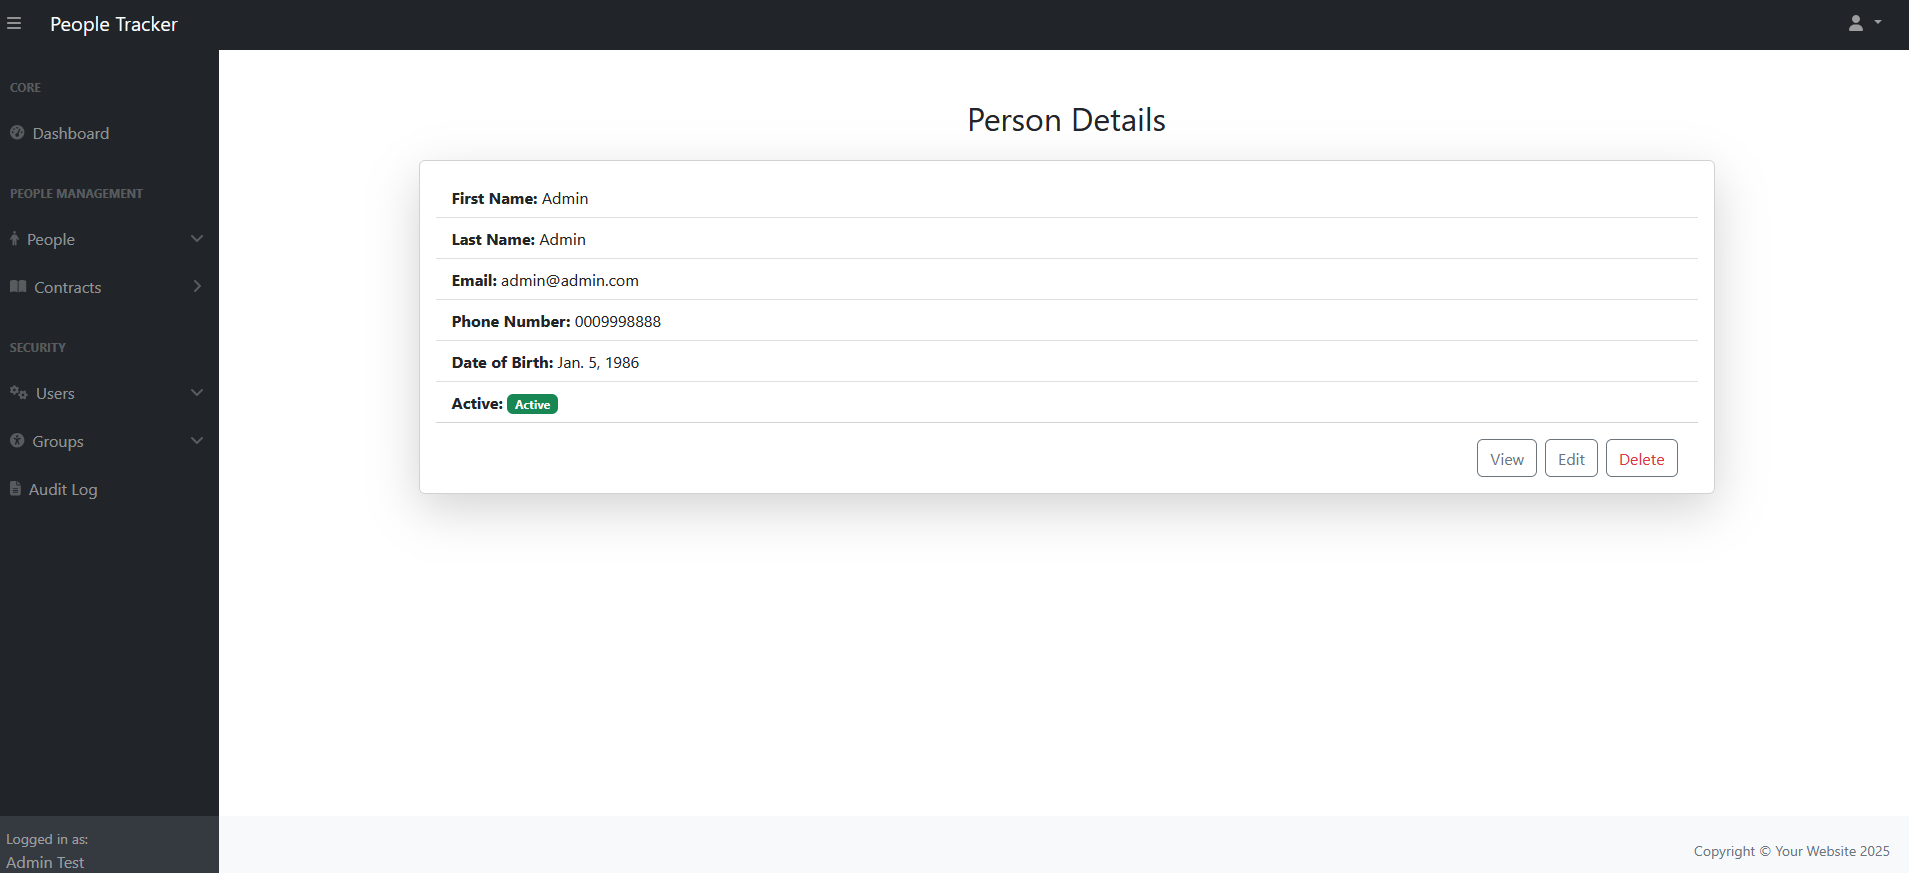 People Tracker
CORE
Dashboard
PEOPLE MANAGEMENT
People
Contracts
SECURITY
Users
Groups
Audit Log
Logged in as:
Admin Test
Person Details
First Name: Admin
Last Name: Admin
Email: admin@admin.com
Phone Number: 0009998888
Date of Birth: Jan. 5, 1986
Active: Active
View Edit Delete
Copyright © Your Website 2025